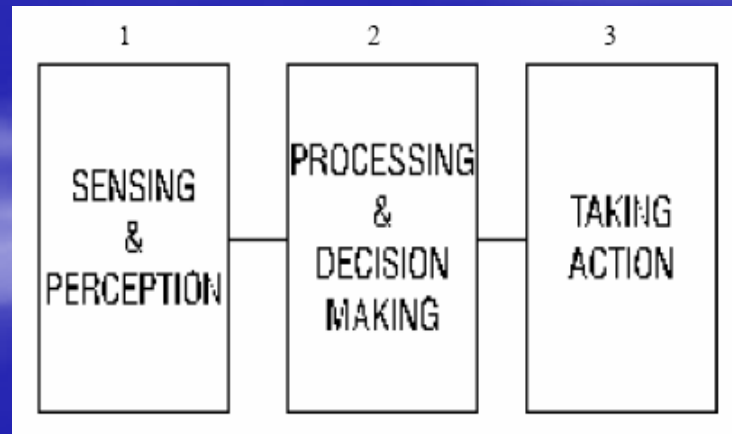 1
2
3
SENSING
&
PERCEPTION
PROCESSING
&
DECISION
MAKING
TAKING
ACTION